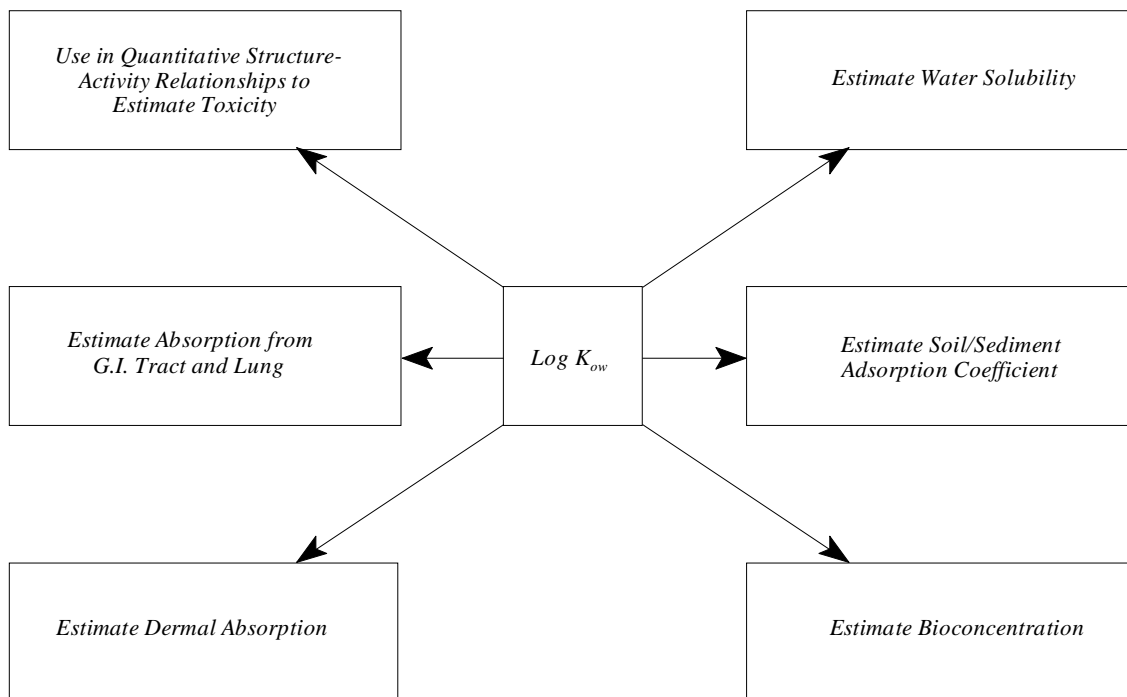 Use in Quantitative Structure-
Activity Relationships to
Estimate Toxicity
Estimate Water Solubility
Estimate Absorption from
G.I. Tract and Lung
Log Kow
Estimate Soil/Sediment
Adsorption Coefficient
Estimate Dermal Absorption
Estimate Bioconcentration